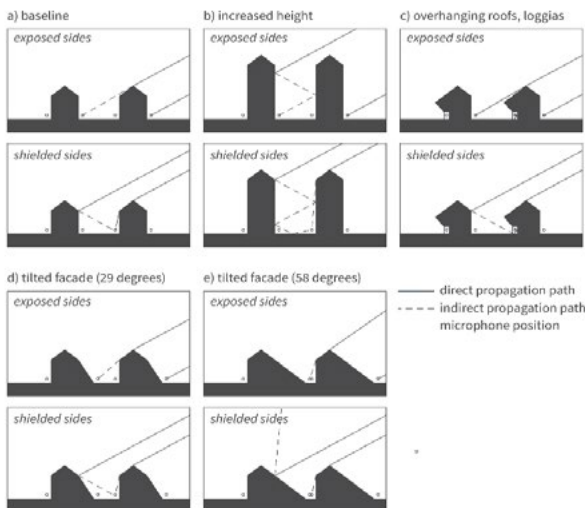 a) baseline
exposed sides
shielded sides
b) increased height
exposed sides
shielded sides
c) overhanging roofs, loggias
exposed sides
shielded sides
d) tilted facade (29 degrees)
exposed sides
shielded sides
e) tilted facade (58 degrees)
exposed sides
shielded sides
direct propagation path
indirect propagation path
microphone position